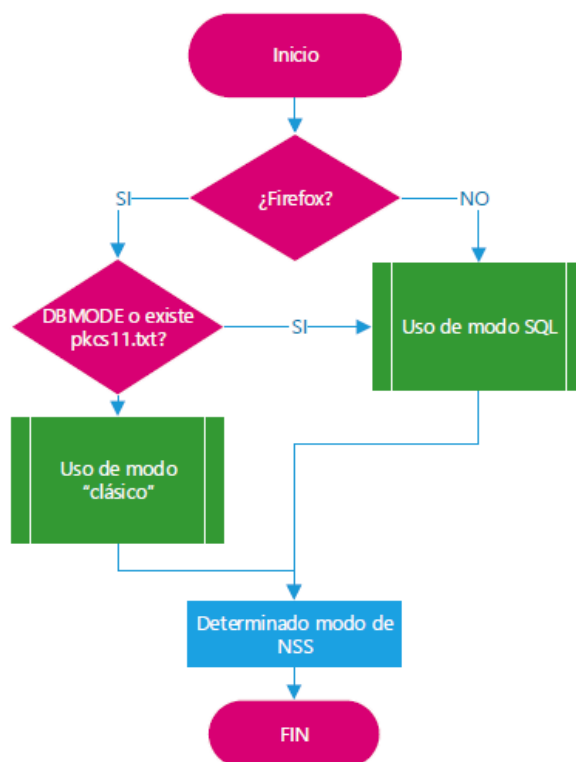 Inicio
¿Firefox?
SI
NO
DBMODE o existe
pkcs11.txt?
SI
Uso de modo SQL
Uso de modo
“clásico”
Determinado modo de
NSS
FIN